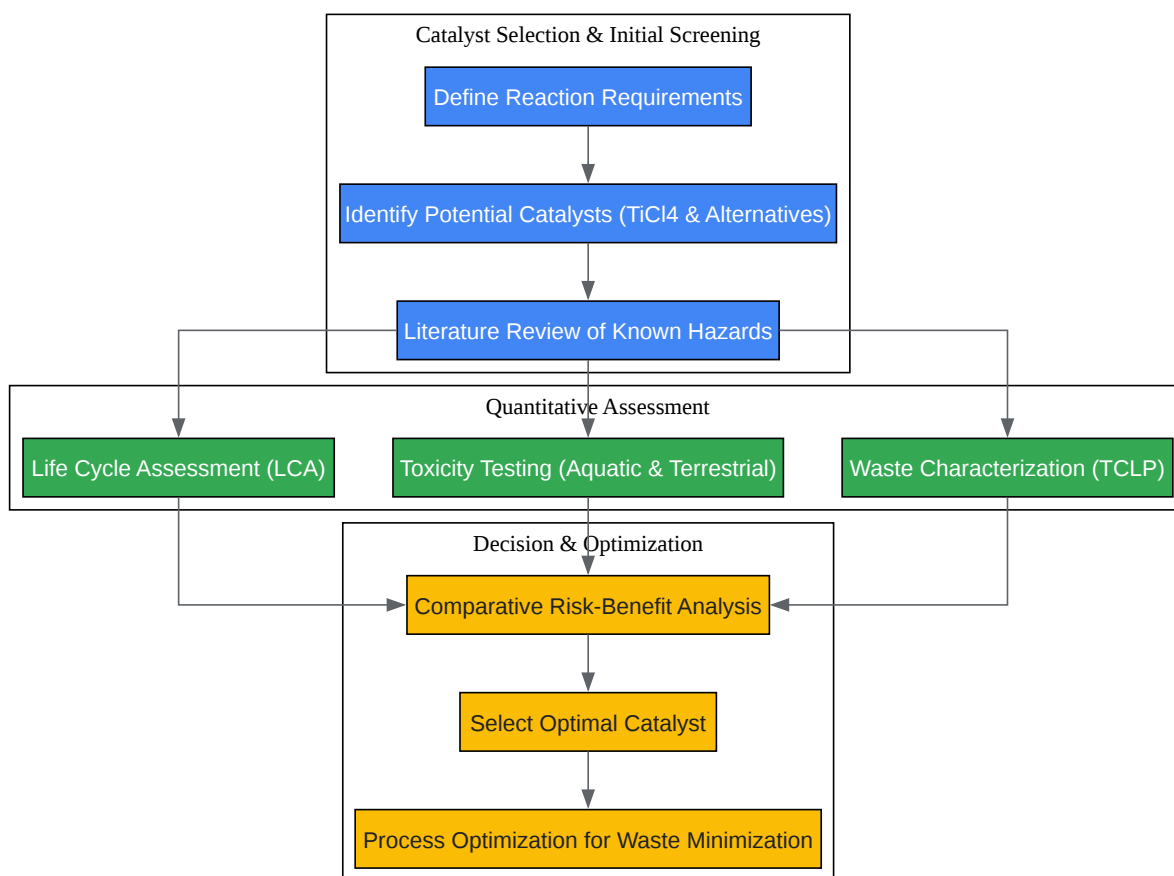 Catalyst Selection & Initial Screening
Define Reaction Requirements
Identify Potential Catalysts (TiCl4 & Alternatives)
Literature Review of Known Hazards
Quantitative Assessment
Life Cycle Assessment (LCA)
Toxicity Testing (Aquatic & Terrestrial)
Waste Characterization (TCLP)
Decision & Optimization
Comparative Risk-Benefit Analysis
Select Optimal Catalyst
Process Optimization for Waste Minimization